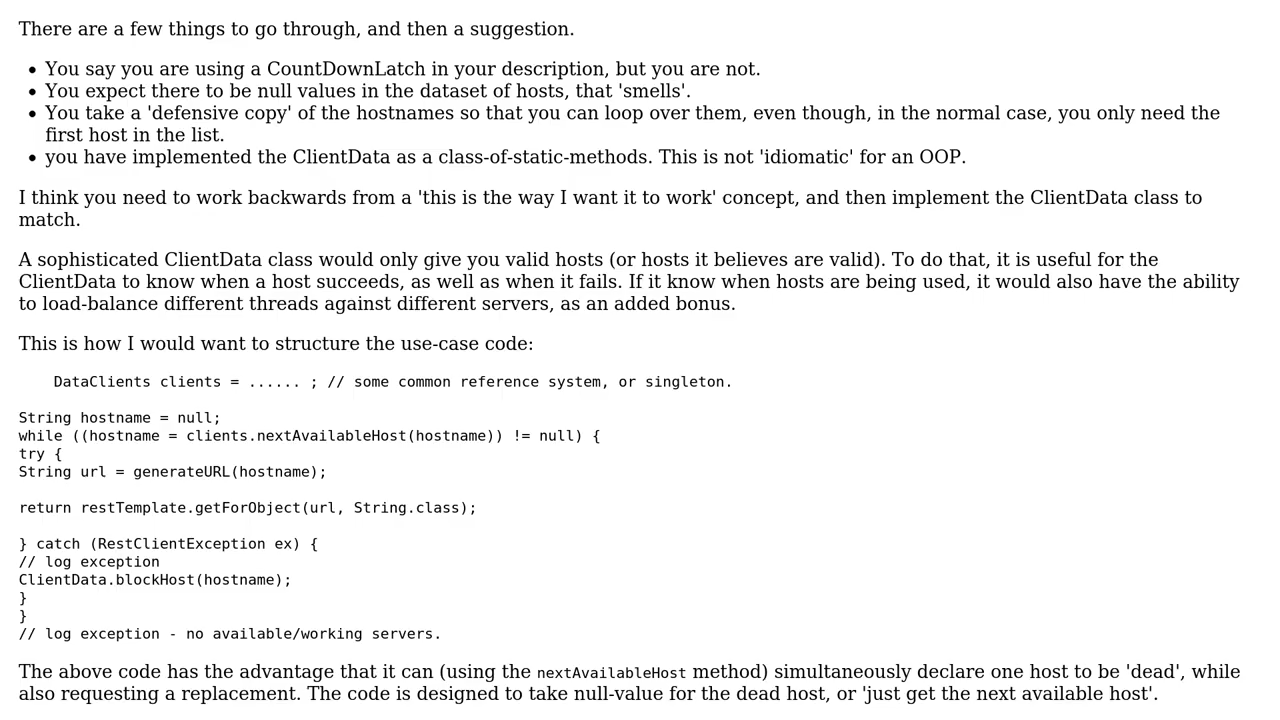 There are a few things to go through, and then a suggestion.
• You say you are using a CountDownLatch in your description, but you are not.
• You expect there to be null values in the dataset of hosts, that 'smells'.
• You take a 'defensive copy' of the hostnames so that you can loop over them, even though, in the normal case, you only need the
first host in the list.
• you have implemented the ClientData as a class-of-static-methods. This is not 'idiomatic' for an OOP.
I think you need to work backwards from a 'this is the way I want it to work' concept, and then implement the ClientData class to
match.
A sophisticated ClientData class would only give you valid hosts (or hosts it believes are valid). To do that, it is useful for the
ClientData to know when a host succeeds, as well as when it fails. If it know when hosts are being used, it would also have the ability
to load-balance different threads against different servers, as an added bonus.
This is how I would want to structure the use-case code:
    DataClients clients = ...... ; // some common reference system, or singleton.
String hostname = null;
while ((hostname = clients.nextAvailableHost(hostname)) != null) {
try {
String url = generateURL(hostname);
return restTemplate.getForObject(url, String.class);
} catch (RestClientException ex) {
// log exception
ClientData.blockHost(hostname);
}
}
// log exception - no available/working servers.
The above code has the advantage that it can (using the nextAvailableHost method) simultaneously declare one host to be 'dead', while
also requesting a replacement. The code is designed to take null-value for the dead host, or 'just get the next available host'.